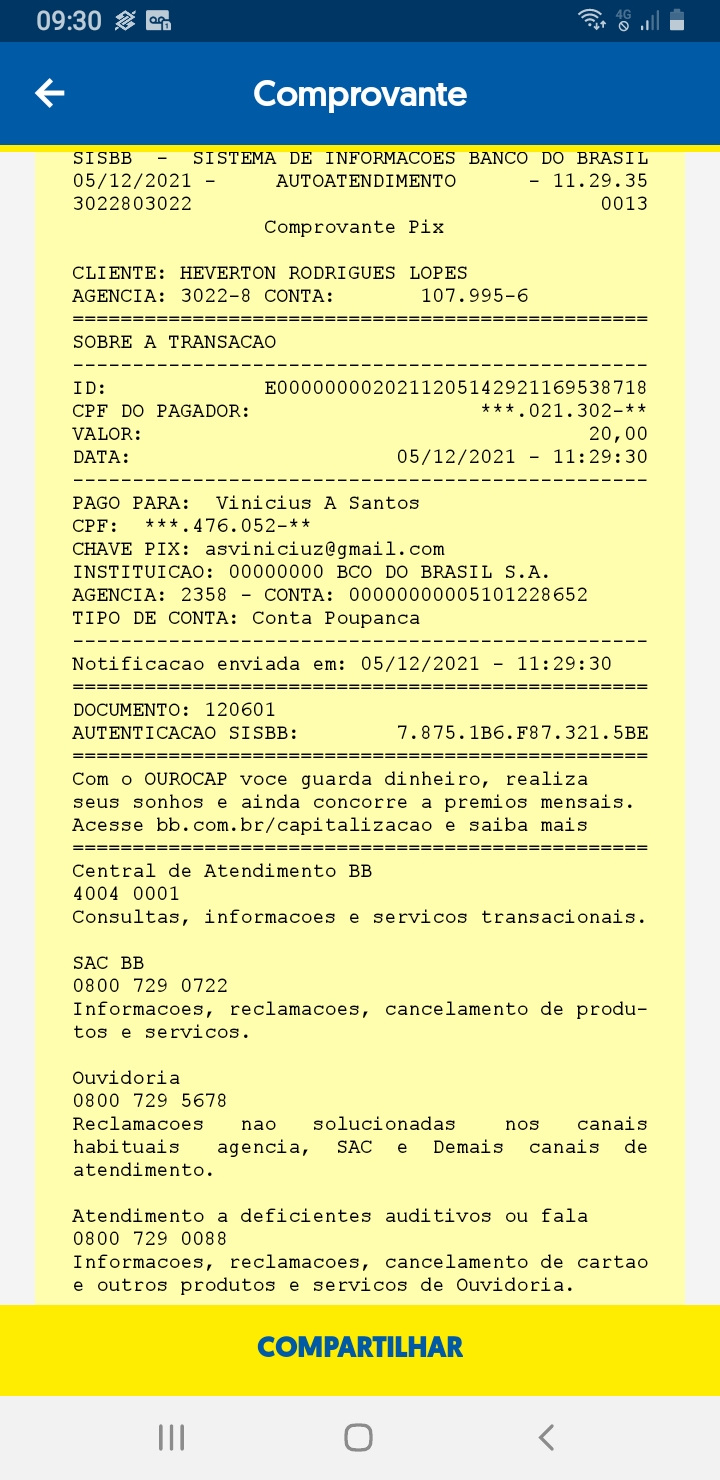 09:30
4G
Comprovante
SISBB - SISTEMA DE INFORMACOES BANCO DO BRASIL
05/12/2021 - AUTOATENDIMENTO - 11.29.35
3022803022 0013
Comprovante Pix
CLIENTE: HEVERTON RODRIGUES LOPES
AGENCIA: 3022-8 CONTA: 107.995-6
================================================
SOBRE A TRANSACAO
------------------------------------------------
ID: E0000000020211205142921169538718
CPF DO PAGADOR: ***.021.302-**
VALOR: 20,00
DATA: 05/12/2021 - 11:29:30
------------------------------------------------
PAGO PARA: Vinicius A Santos
CPF: ***.476.052-**
CHAVE PIX: asviniciuz@gmail.com
INSTITUICAO: 00000000 BCO DO BRASIL S.A.
AGENCIA: 2358 - CONTA: 00000000005101228652
TIPO DE CONTA: Conta Poupanca
------------------------------------------------
Notificacao enviada em: 05/12/2021 - 11:29:30
================================================
DOCUMENTO: 120601
AUTENTICACAO SISBB: 7.875.1B6.F87.321.5BE
================================================
Com o OUROCAP voce guarda dinheiro, realiza
seus sonhos e ainda concorre a premios mensais.
Acesse bb.com.br/capitalizacao e saiba mais
================================================
Central de Atendimento BB
4004 0001
Consultas, informacoes e servicos transacionais.
SAC BB
0800 729 0722
Informacoes, reclamacoes, cancelamento de produ-
tos e servicos.
Ouvidoria
0800 729 5678
Reclamacoes nao solucionadas nos canais
habituais agencia, SAC e Demais canais de
atendimento.
Atendimento a deficientes auditivos ou fala
0800 729 0088
Informacoes, reclamacoes, cancelamento de cartao
e outros produtos e servicos de Ouvidoria.
COMPARTILHAR